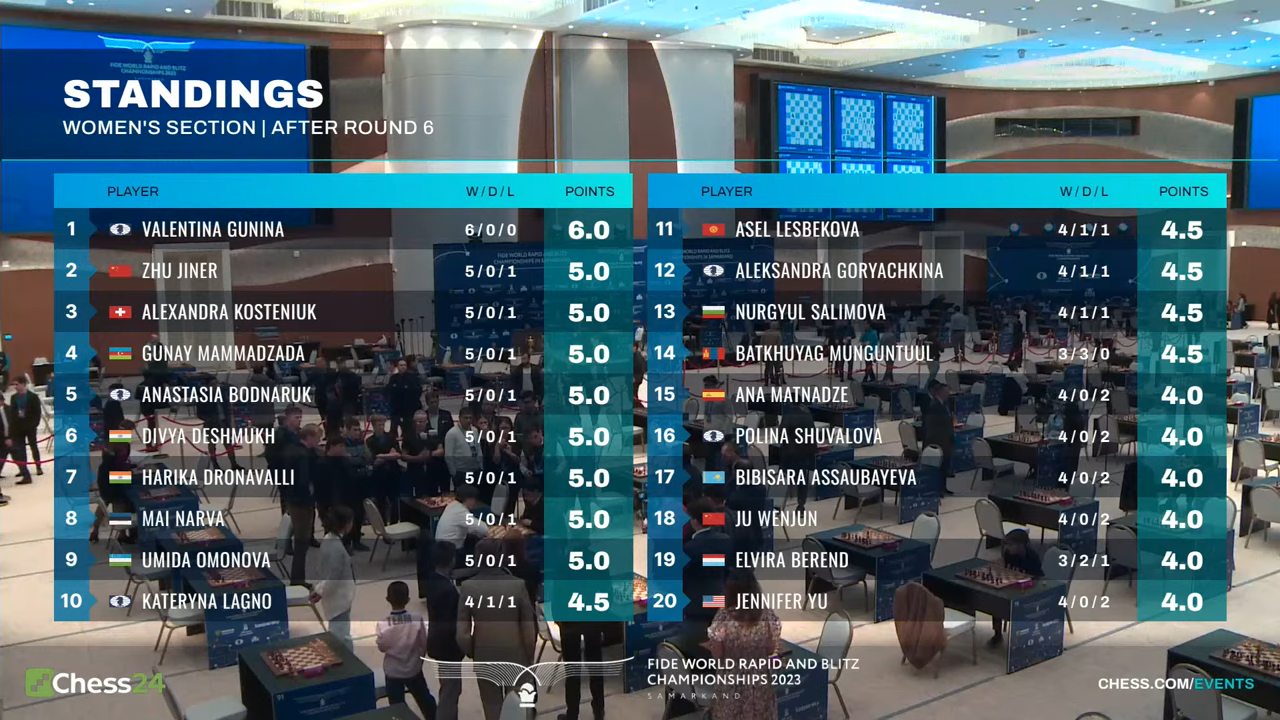 FIDE WORLD RAPID AND BLITZ
CHAMPIONSHIPS 2023
STANDINGS
WOMEN'S SECTION | AFTER ROUND 6
PLAYER W / D / L POINTS
1 VALENTINA GUNINA 6/0/0 6.0
2 ZHU JINER 5/0/1 5.0
3 ALEXANDRA KOSTENIUK 5/0/1 5.0
4 GUNAY MAMMADZADA 5/0/1 5.0
5 ANASTASIA BODNARUK 5/0/1 5.0
6 DIVYA DESHMUKH 5/0/1 5.0
7 HARIKA DRONAVALLI 5/0/1 5.0
8 MAI NARVA 5/0/1 5.0
9 UMIDA OMONOVA 5/0/1 5.0
10 KATERYNA LAGNO 4/1/1 4.5
PLAYER W / D / L POINTS
11 ASEL LESBEKOVA 4/1/1 4.5
12 ALEKSANDRA GORYACHKINA 4/1/1 4.5
13 NURGYUL SALIMOVA 4/1/1 4.5
14 BATKHUYAG MUNGUNTUUL 3/3/0 4.5
15 ANA MATNADZE 4/0/2 4.0
16 POLINA SHUVALOVA 4/0/2 4.0
17 BIBISARA ASSAUBAYEVA 4/0/2 4.0
18 JU WENJUN 4/0/2 4.0
19 ELVIRA BEREND 3/2/1 4.0
20 JENNIFER YU 4/0/2 4.0
TEAM
Chess24
FIDE WORLD RAPID AND BLITZ
CHAMPIONSHIPS 2023
SAMARKAND
CHESS.COM/EVENTS